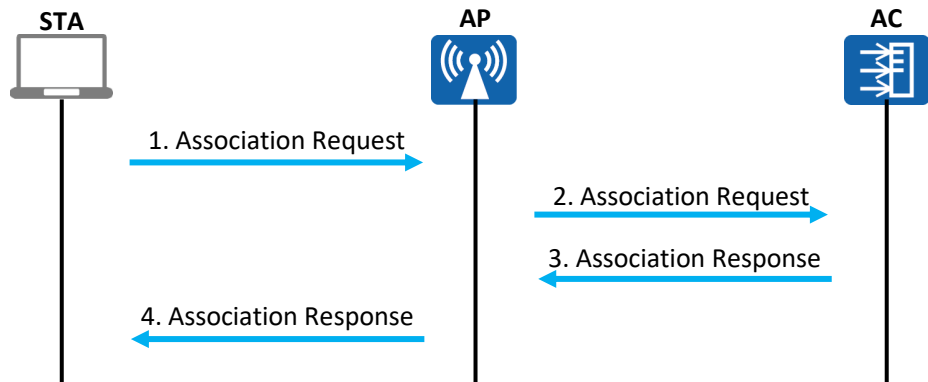 STA
AP
AC
1. Association Request
2. Association Request
3. Association Response
4. Association Response